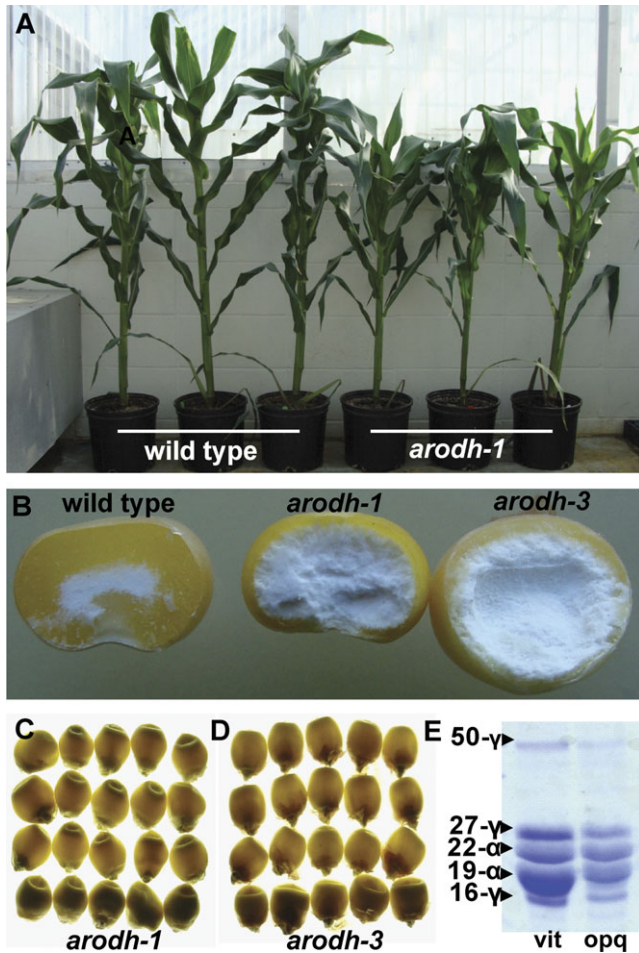 A
A
wild type
arodh-1
B
wild type
arodh-1
arodh-3
C
arodh-1
D
arodh-3
E
50-γ
27-γ
22-α
19-α
16-γ
vit
opq